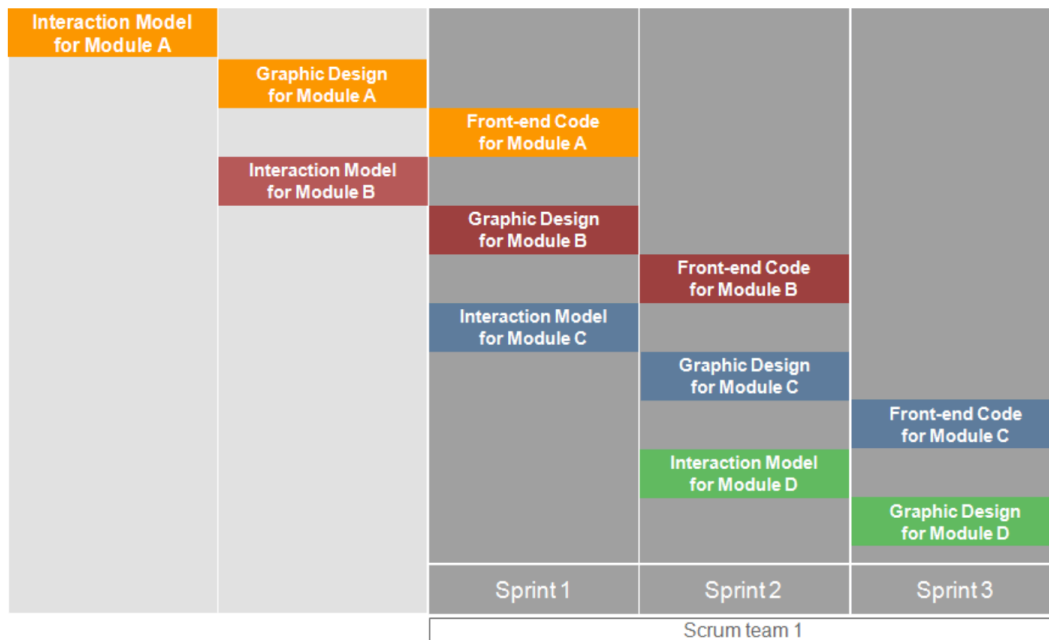 Interaction Model
for Module A
Graphic Design
for Module A
Front-end Code
for Module A
Interaction Model
for Module B
Graphic Design
for Module B
Front-end Code
for Module B
Interaction Model
for Module C
Graphic Design
for Module C
Front-end Code
for Module C
Interaction Model
for Module D
Graphic Design
for Module D
Sprint 1
Sprint 2
Sprint 3
Scrum team 1